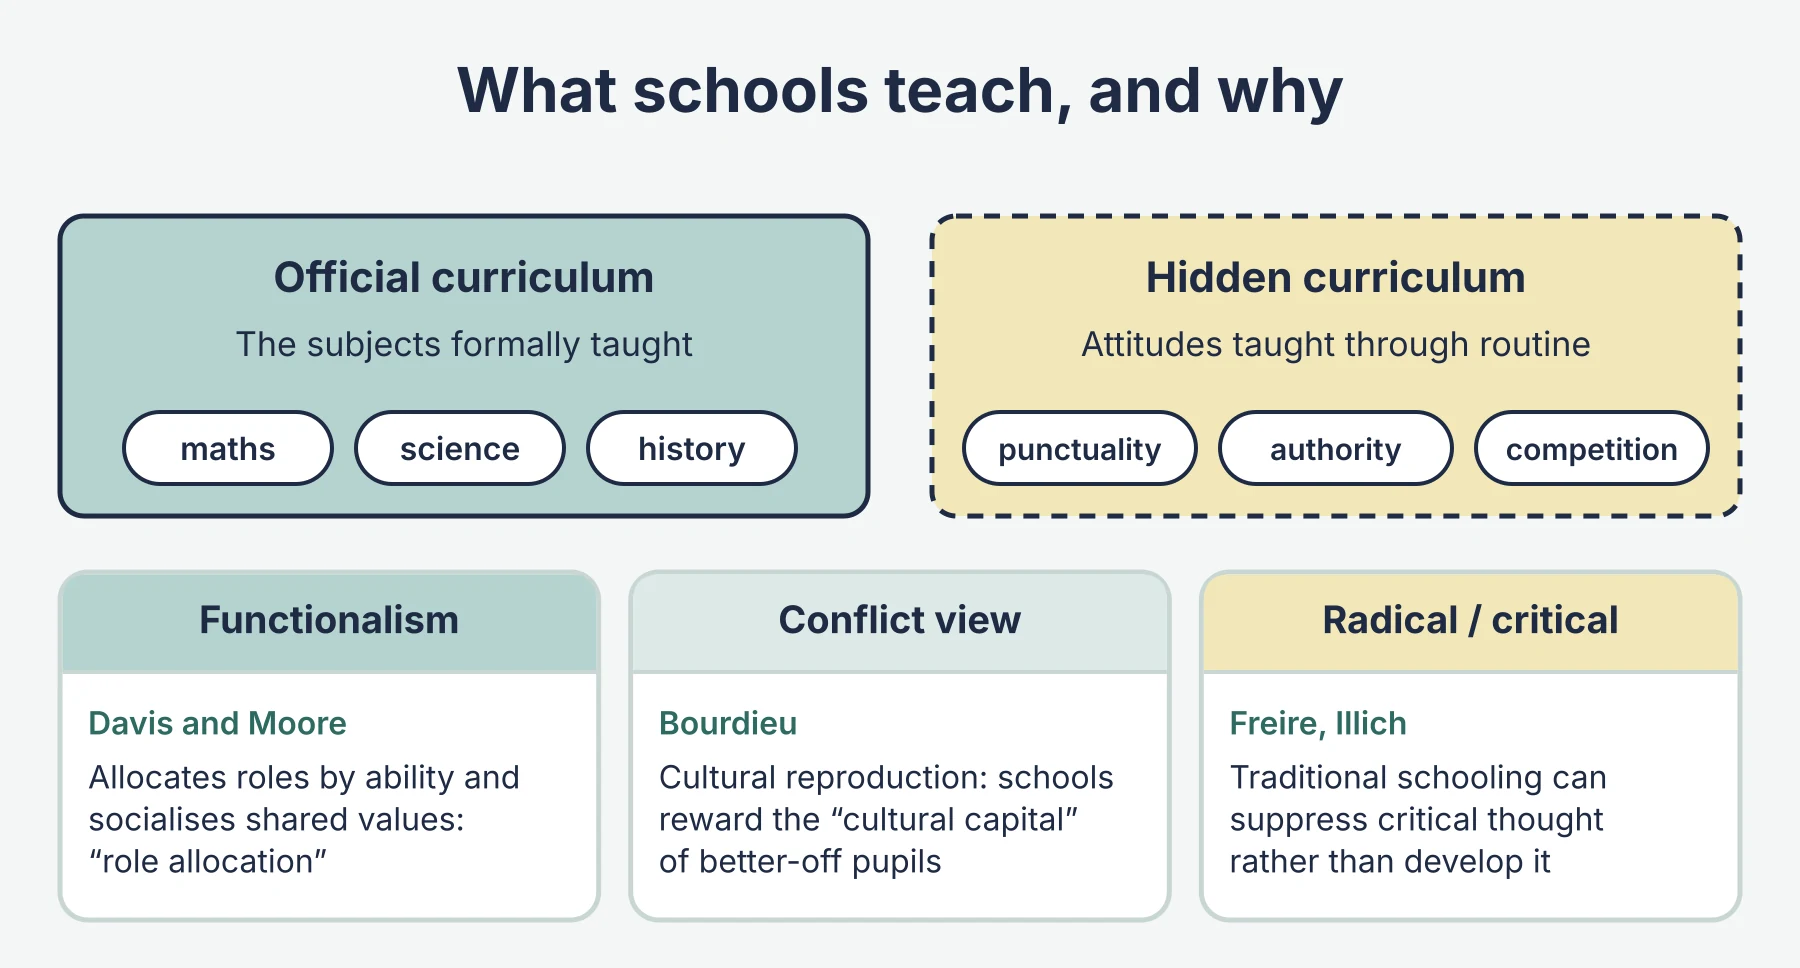 What schools teach, and why
Official curriculum
The subjects formally taught
maths
science
history
Hidden curriculum
Attitudes taught through routine
punctuality
authority
competition
Functionalism
Davis and Moore
Allocates roles by ability and
socialises shared values:
“role allocation”
Conflict view
Bourdieu
Cultural reproduction: schools
reward the “cultural capital”
of better-off pupils
Radical / critical
Freire, Illich
Traditional schooling can
suppress critical thought
rather than develop it